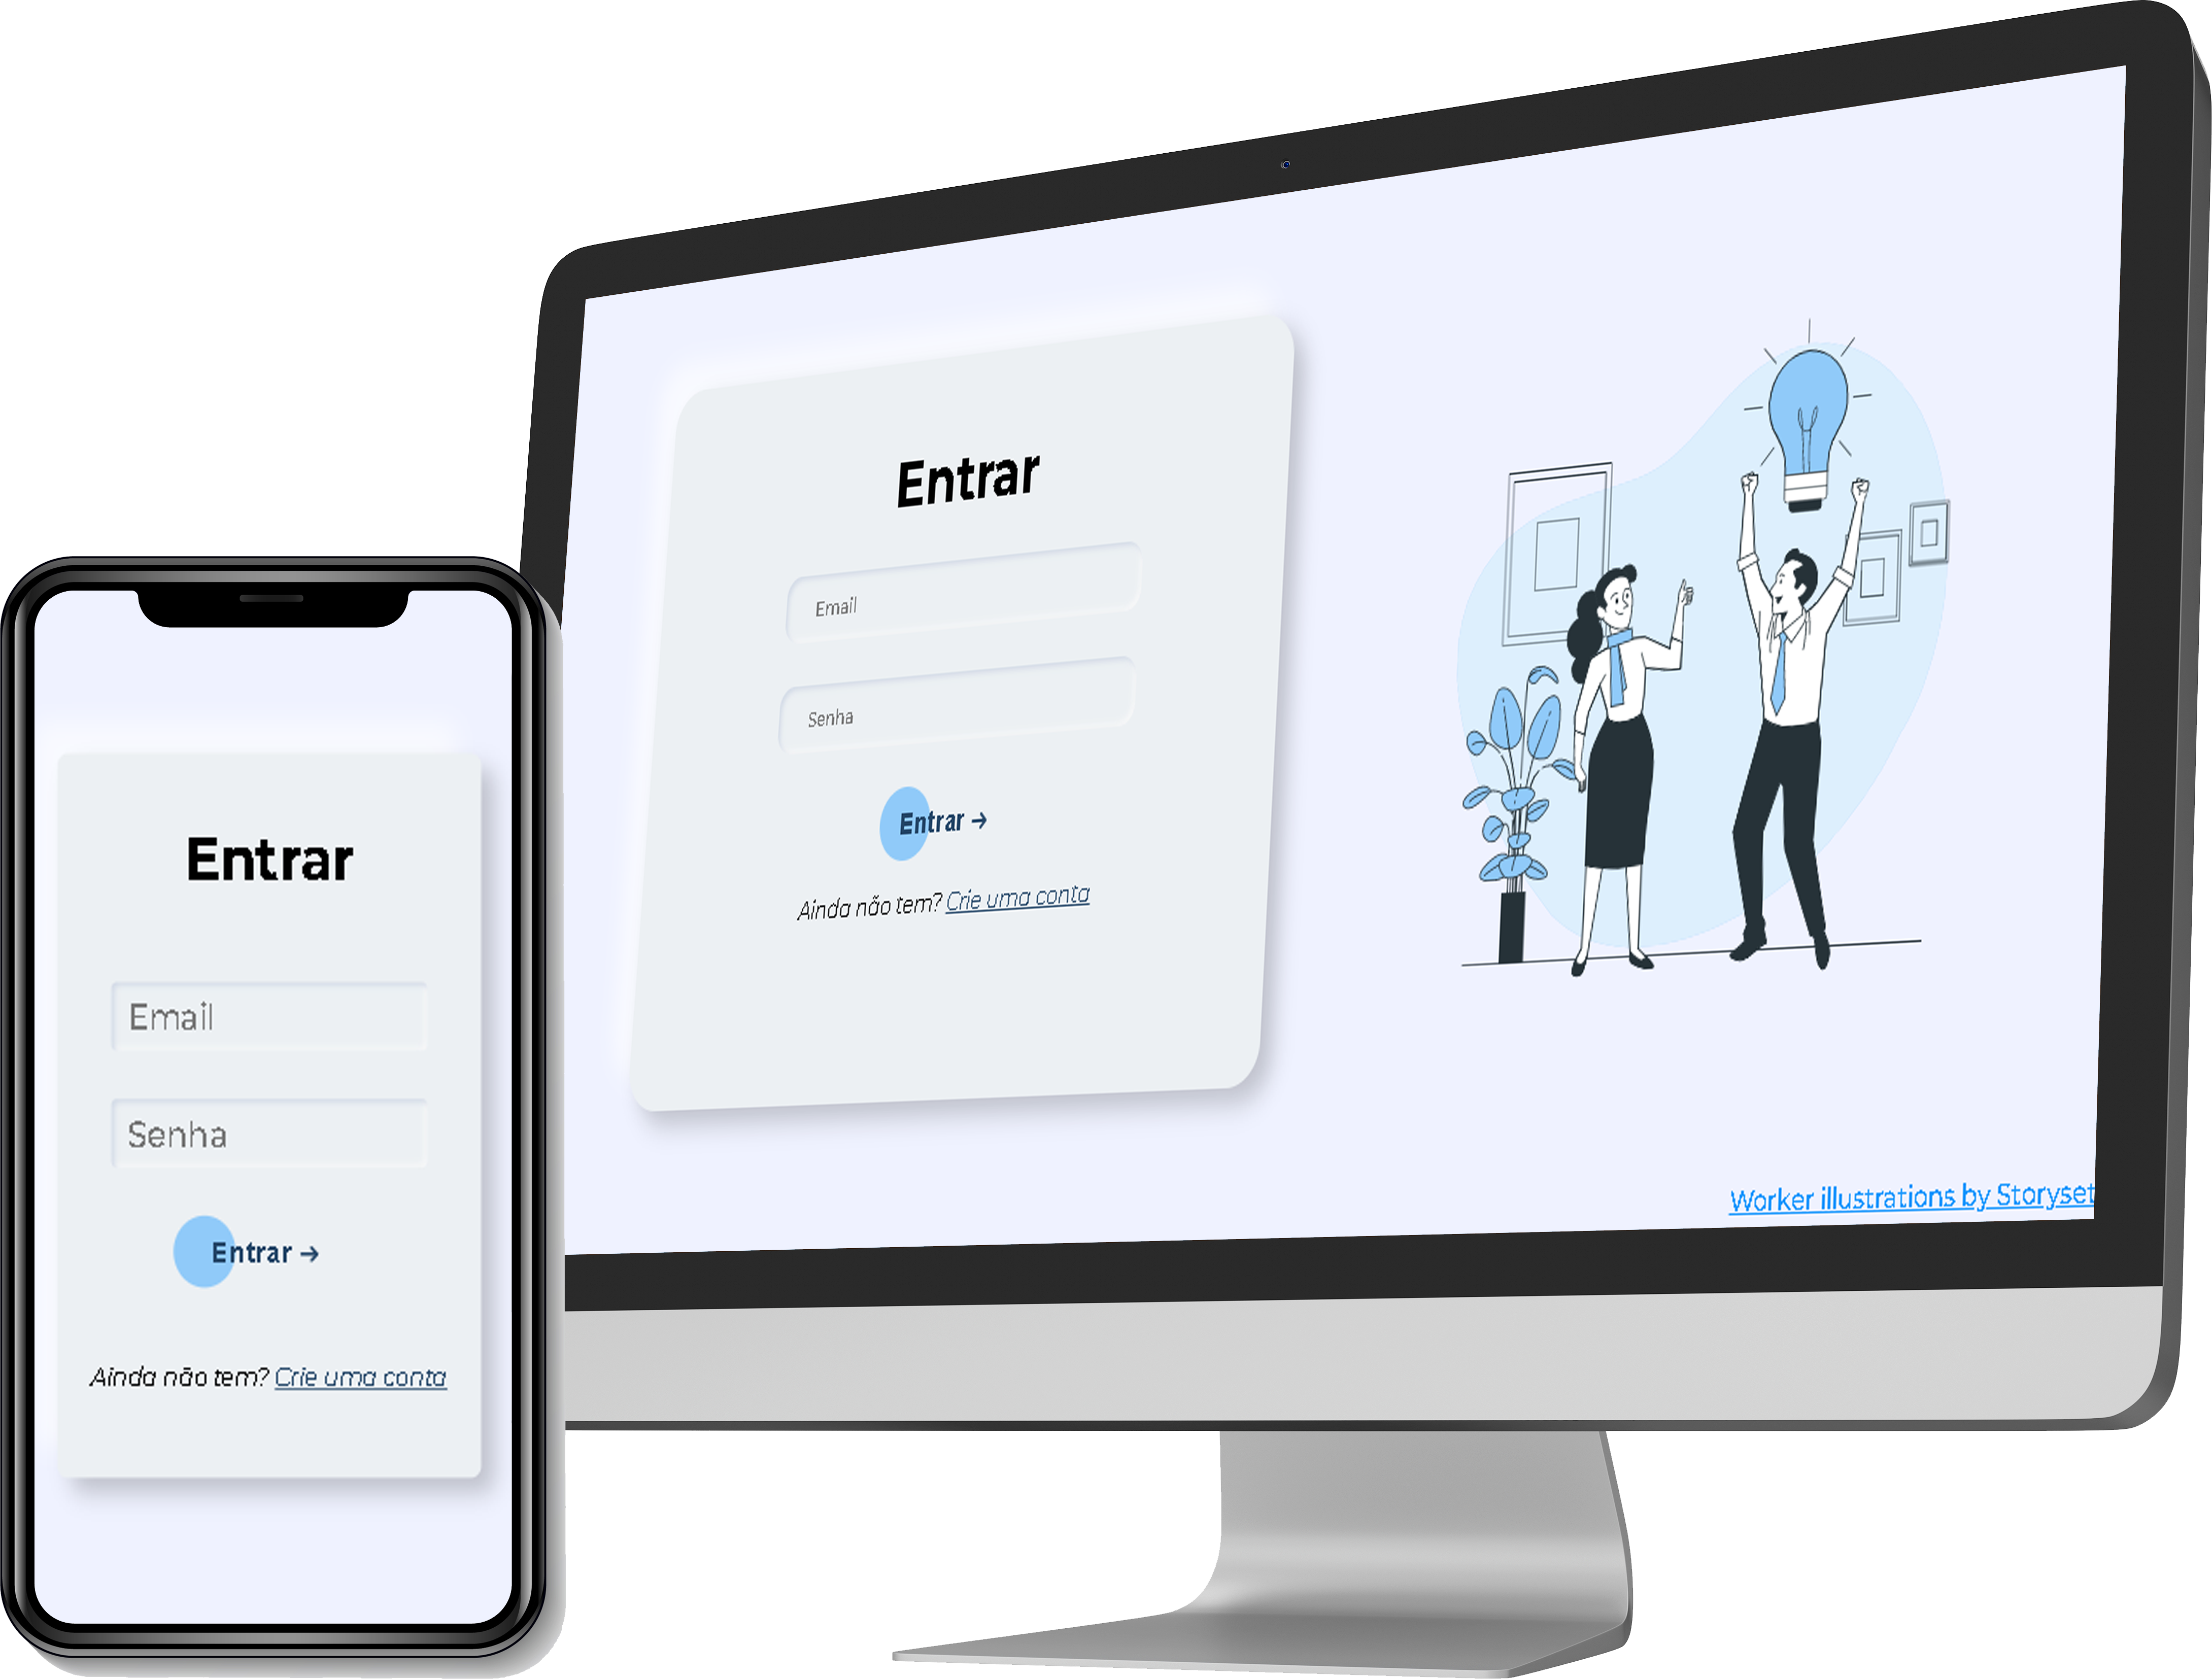 Entrar
Email
Senha
Entrar →
Ainda não tem? Crie uma conta
Worker illustrations by Storyset
Entrar
Email
Senha
Entrar →
Ainda não tem? Crie uma conta